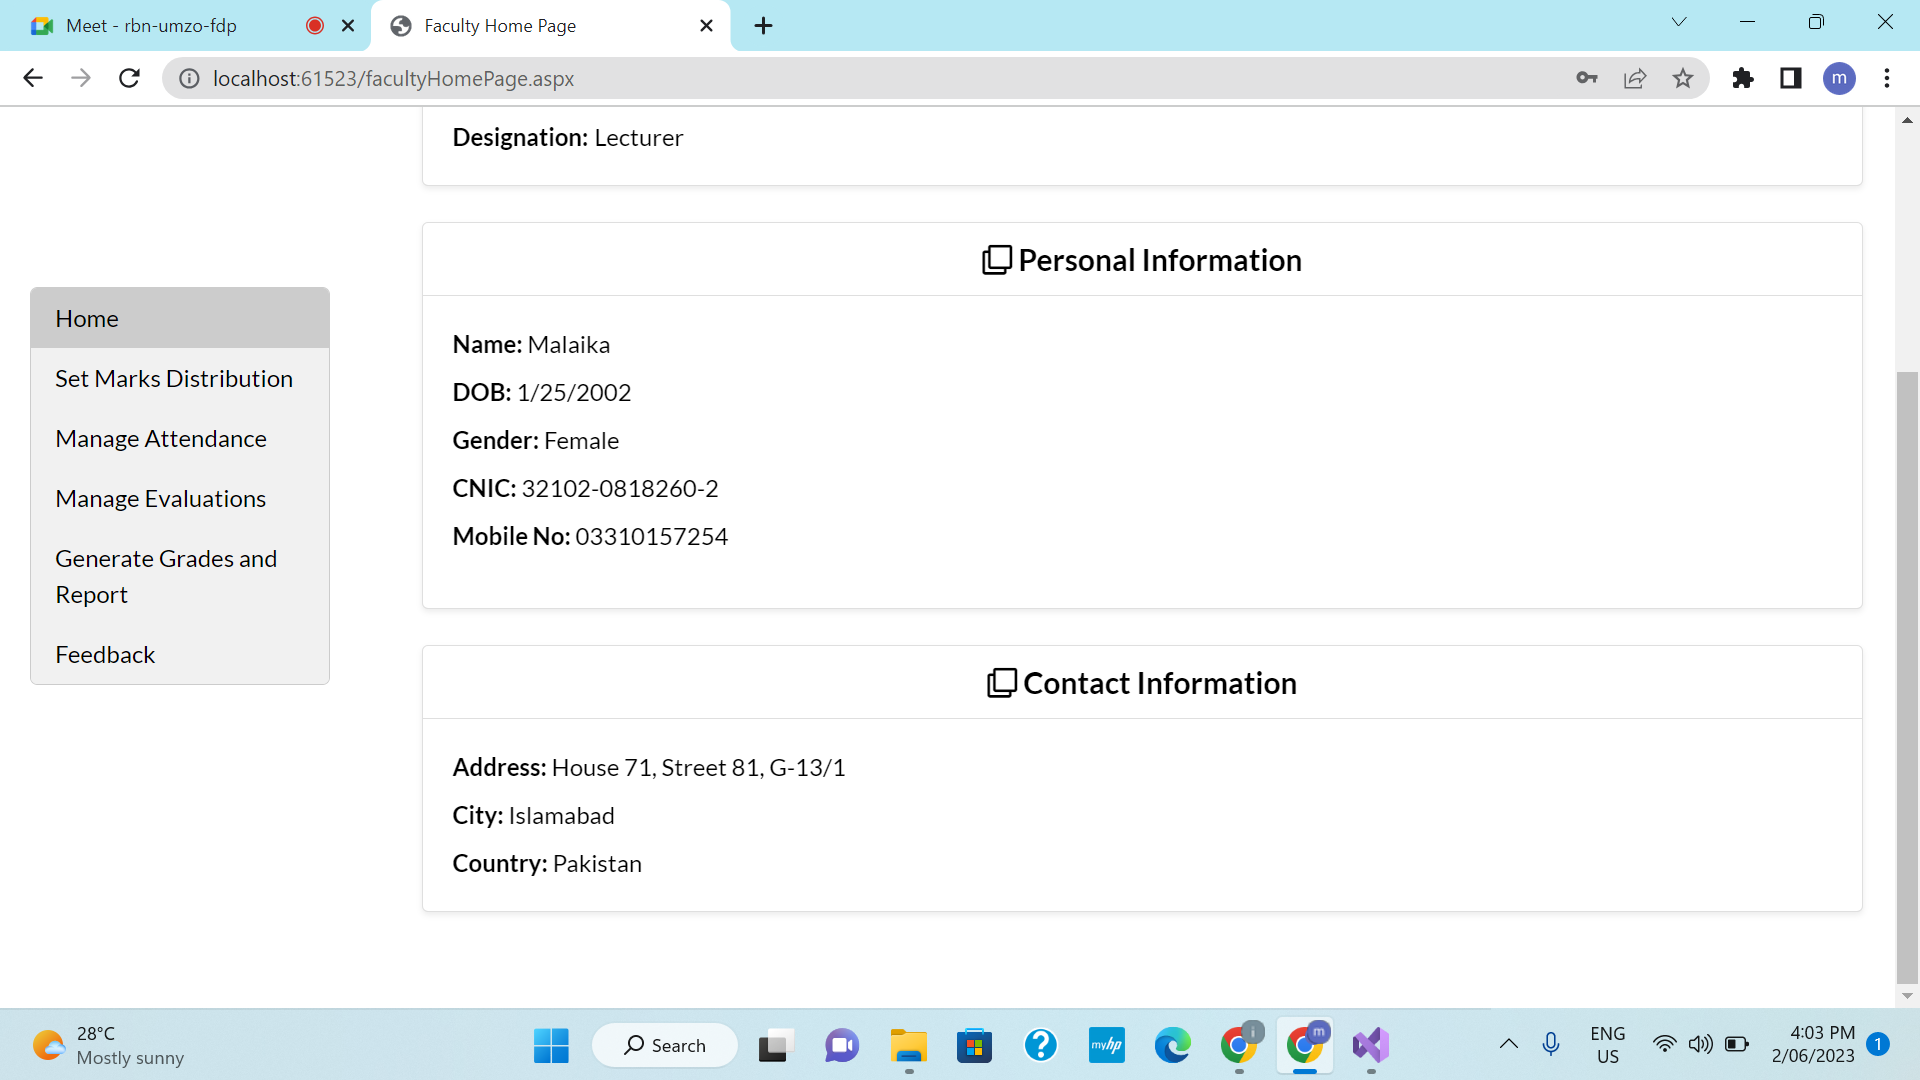 Meet - rbn-umzo-fdp
Faculty Home Page
localhost:61523/facultyHomePage.aspx
m
Designation: Lecturer
Personal Information
Home
Set Marks Distribution
Manage Attendance
Manage Evaluations
Generate Grades and
Report
Feedback
Name: Malaika
DOB: 1/25/2002
Gender: Female
CNIC: 32102-0818260-2
Mobile No: 03310157254
Contact Information
Address: House 71, Street 81, G-13/1
City: Islamabad
Country: Pakistan
28°C
Mostly sunny
Search
myhp
i
m
ENG
US
4:03 PM
2/06/2023
1